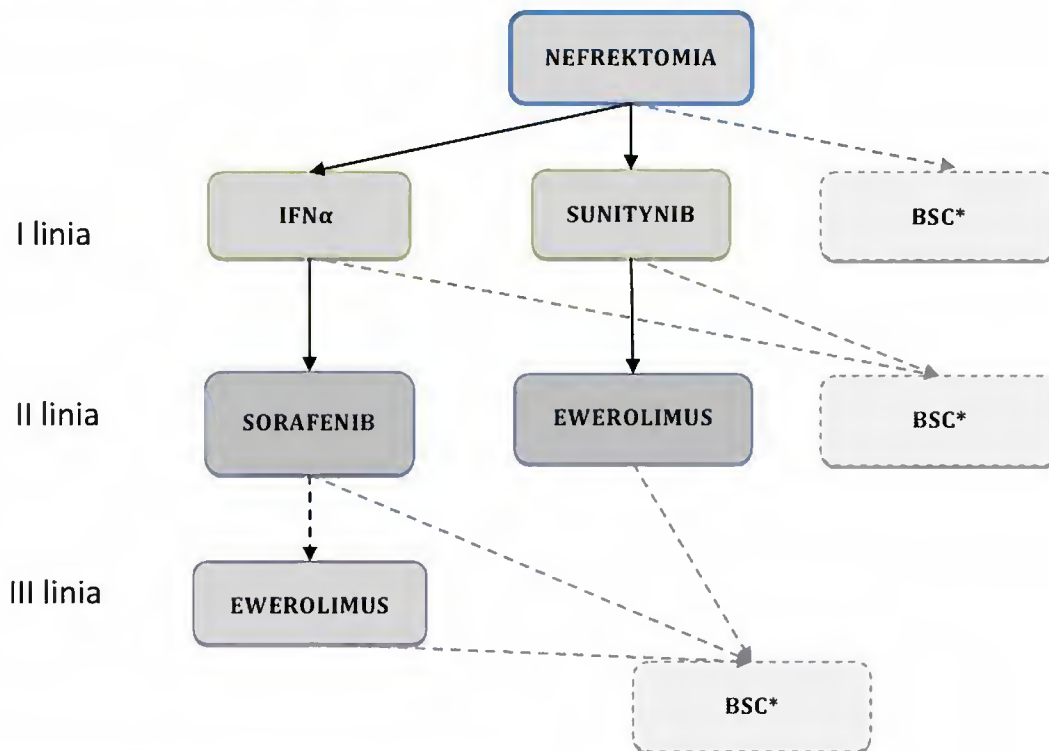 NEFREKTOMIA
I linia
IFNα
SUNITYNIB
BSC*
II linia
SORAFENIB
EWEROLIMUS
BSC*
III linia
EWEROLIMUS
BSC*